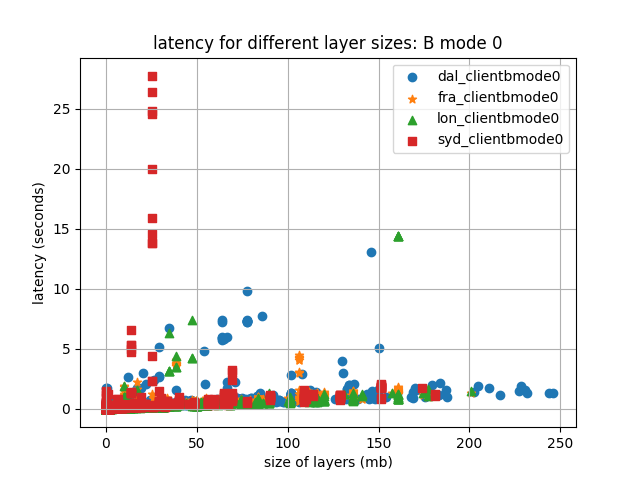 latency for different layer sizes: B mode 0
dal_clientbmode0
fra_clientbmode0
lon_clientbmode0
syd_clientbmode0
25
20
15
10
5
0
latency (seconds)
0 50 100 150 200 250
size of layers (mb)